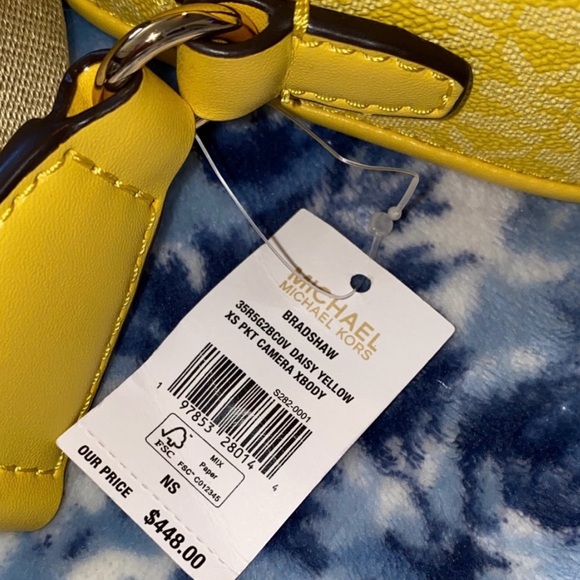 MICHAEL
MICHAEL KORS
BRADSHAW
35R5G2BC0V DAISY YELLOW
XS PKT CAMERA XBODY
S282-0001
1 97853 28014 4
FSC
MIX
Paper
FSC™ C012345
NS
OUR PRICE
$448.00